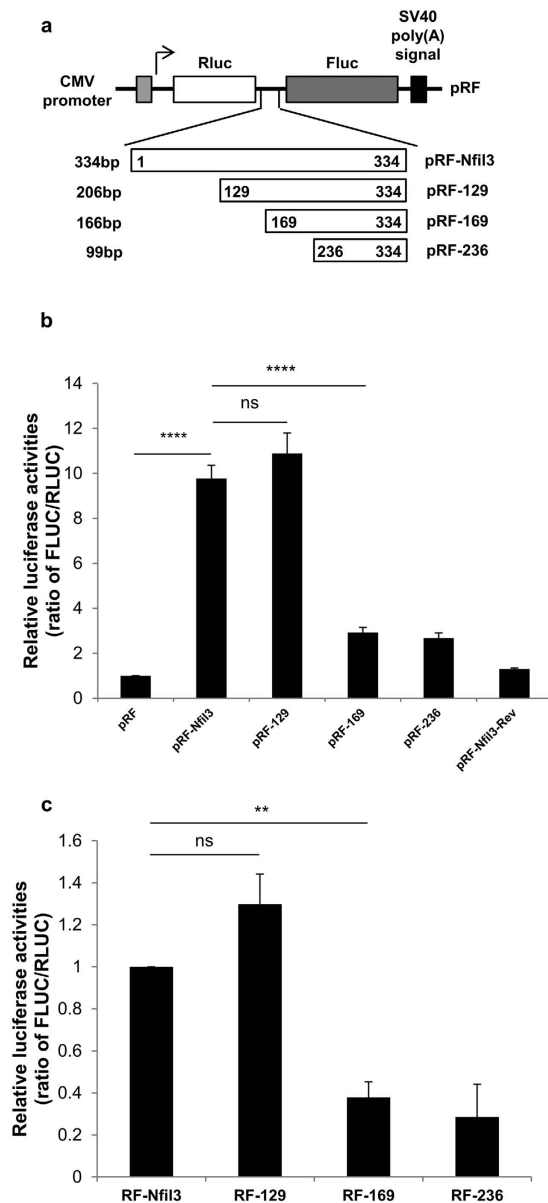 a
SV40
poly(A)
signal
Rluc
Fluc
CMV
promoter
pRF
334bp 1 334 pRF-Nfil3
206bp 129 334 pRF-129
166bp 169 334 pRF-169
99bp 236 334 pRF-236
b
Relative luciferase activities
(ratio of FLUC/RLUC)
14
12
10
8
6
4
2
0
****
ns
****
pRF
pRF-Nfil3
pRF-129
pRF-169
pRF-236
pRF-Nfil3-Rev
c
Relative luciferase activities
(ratio of FLUC/RLUC)
1.6
1.4
1.2
1
0.8
0.6
0.4
0.2
0
**
ns
RF-Nfil3 RF-129 RF-169 RF-236